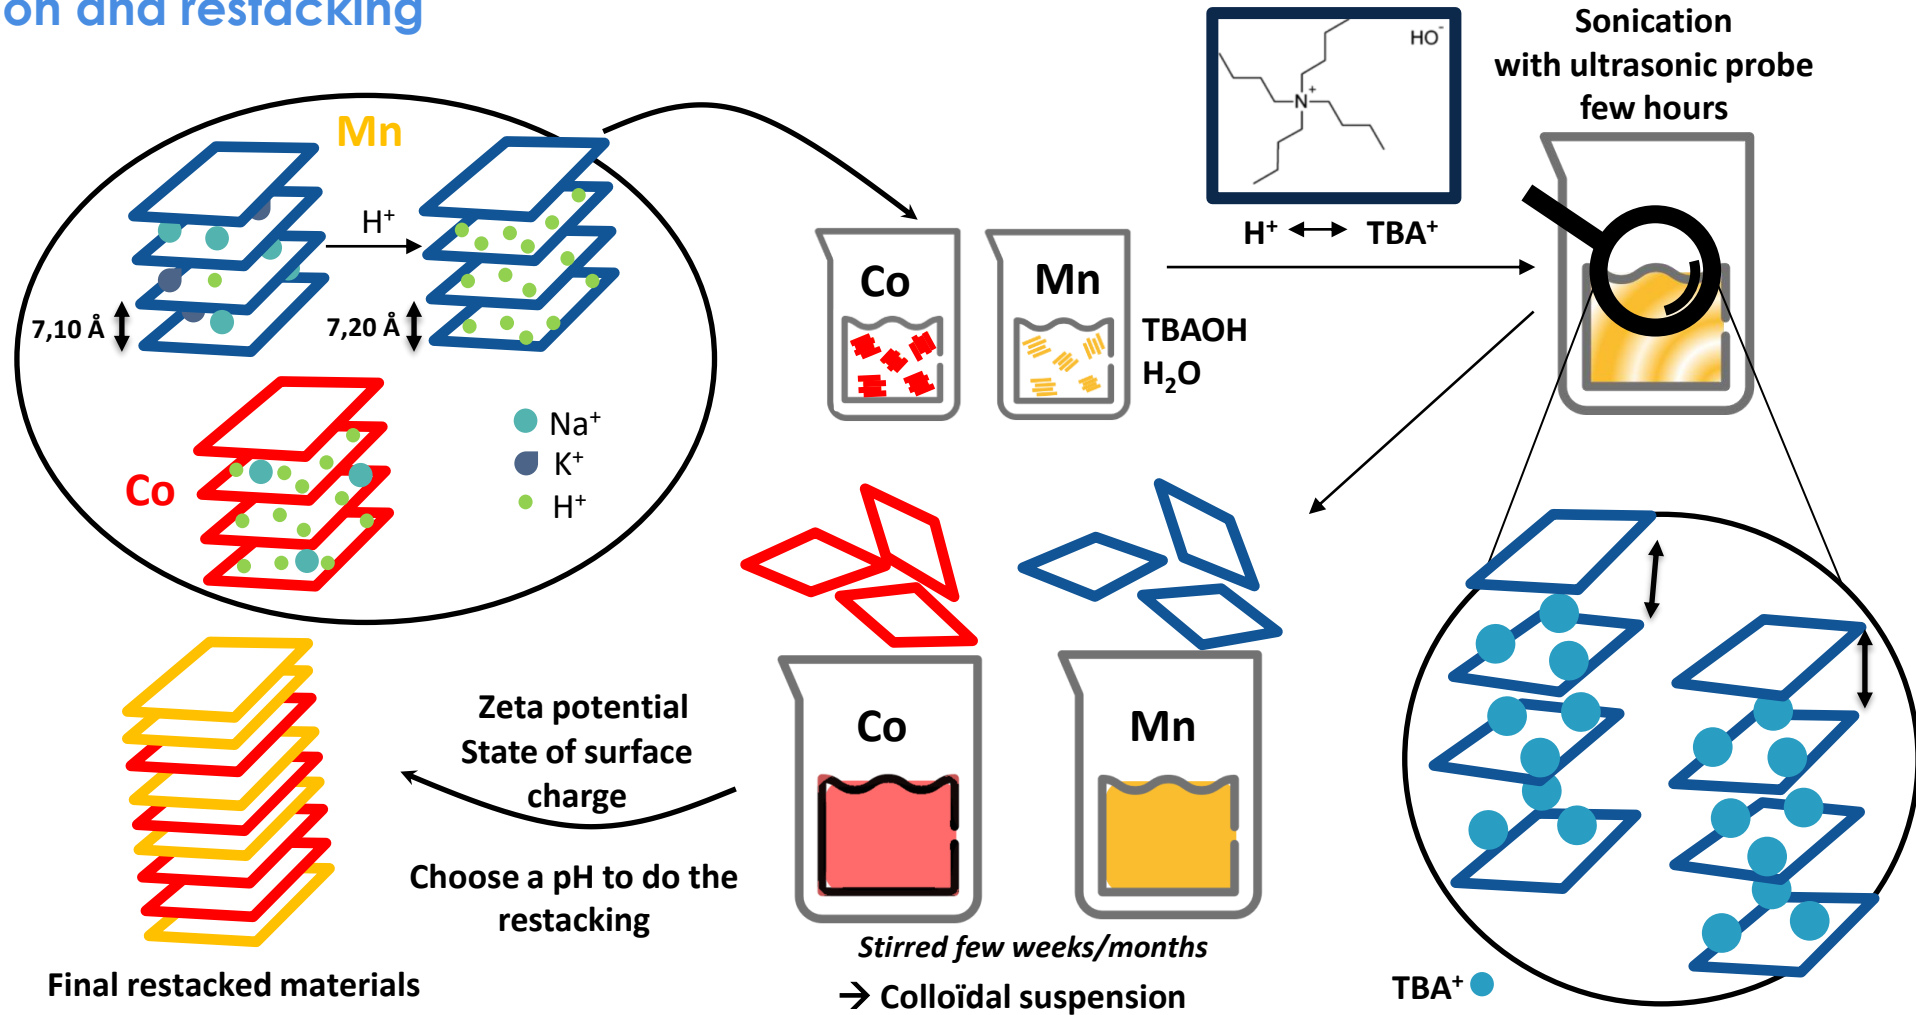 on and restacking
Mn
H⁺
7,10 Å
7,20 Å
Co
Na⁺
K⁺
H⁺
Co
Mn
TBAOH
H₂O
HO⁻
N⁺
H⁺ ↔ TBA⁺
Sonication
with ultrasonic probe
few hours
TBA⁺
Co
Mn
Stirred few weeks/months
→ Colloïdal suspension
Zeta potential
State of surface
charge
Choose a pH to do the
restacking
Final restacked materials